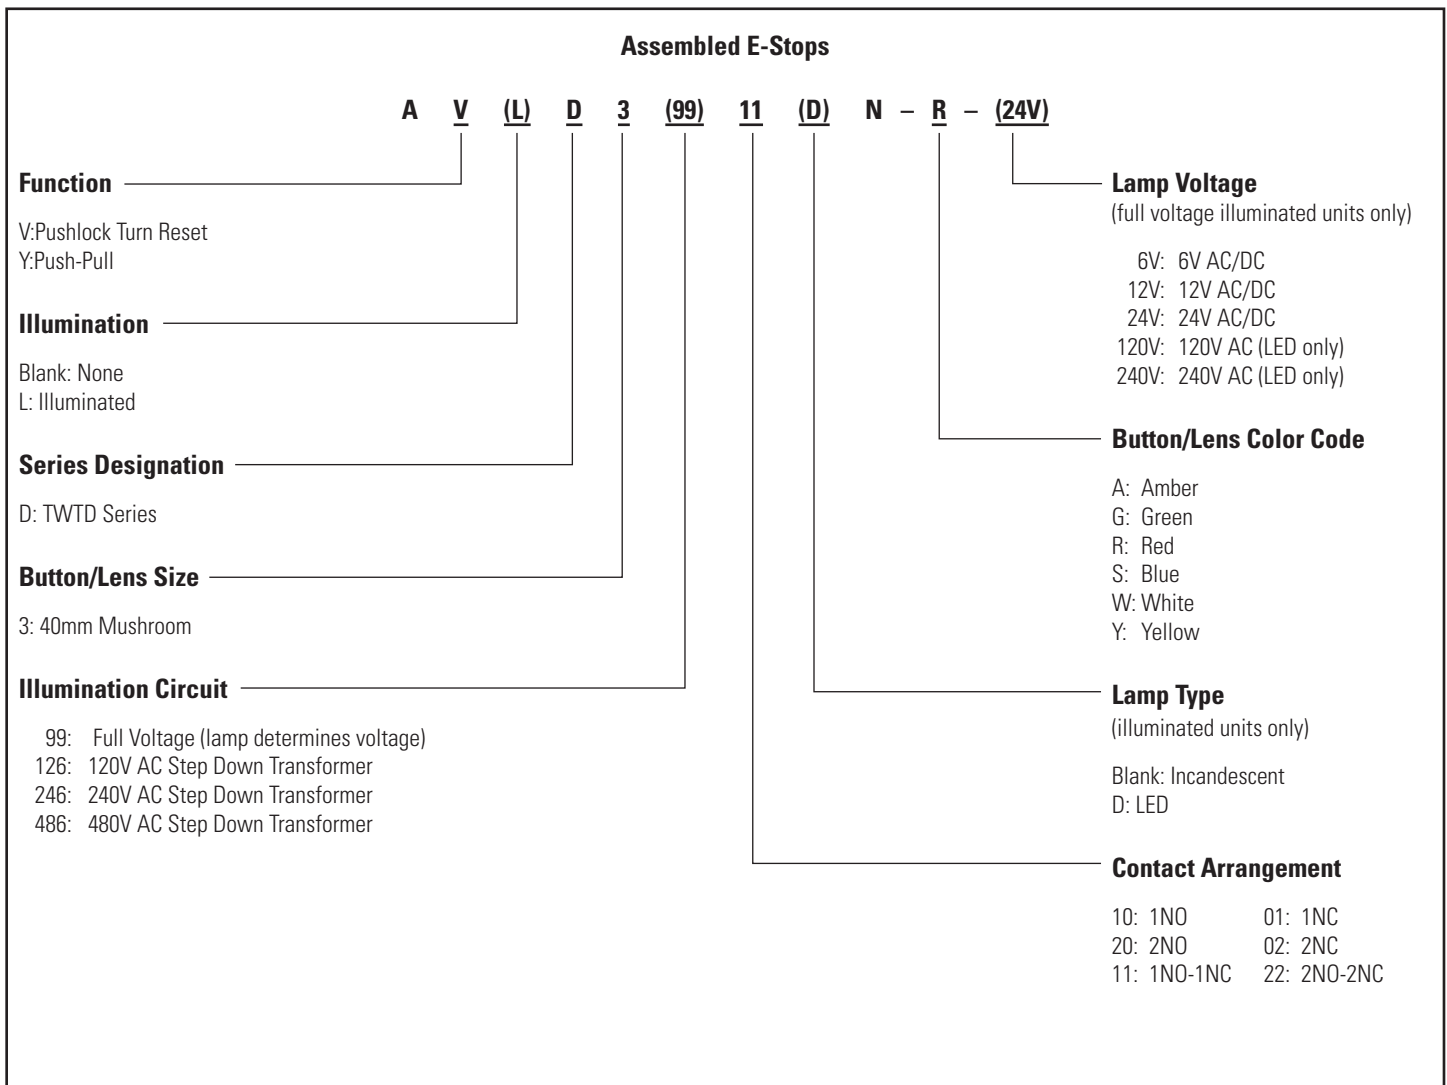 Assembled E-Stops
A V (L) D 3 (99) 11 (D) N – R – (24V)
Function
V:Pushlock Turn Reset
Y:Push-Pull
Illumination
Blank: None
L: Illuminated
Series Designation
D: TWTD Series
Button/Lens Size
3: 40mm Mushroom
Illumination Circuit
99: Full Voltage (lamp determines voltage)
126: 120V AC Step Down Transformer
246: 240V AC Step Down Transformer
486: 480V AC Step Down Transformer
Lamp Voltage
(full voltage illuminated units only)
6V: 6V AC/DC
12V: 12V AC/DC
24V: 24V AC/DC
120V: 120V AC (LED only)
240V: 240V AC (LED only)
Button/Lens Color Code
A: Amber
G: Green
R: Red
S: Blue
W: White
Y: Yellow
Lamp Type
(illuminated units only)
Blank: Incandescent
D: LED
Contact Arrangement
10: 1NO 01: 1NC
20: 2NO 02: 2NC
11: 1NO-1NC 22: 2NO-2NC